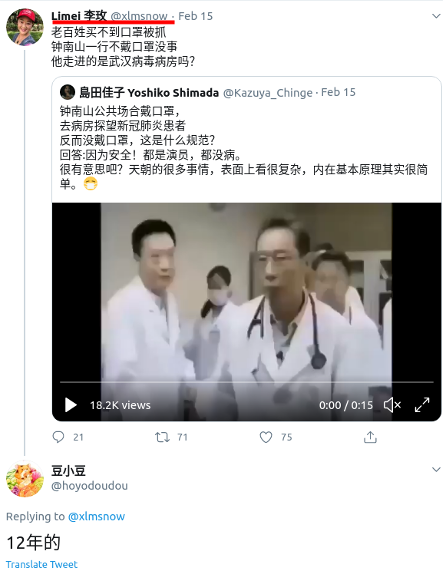 Limei 李玫 @xlmsnow · Feb 15
老百姓买不到口罩被抓
钟南山一行不戴口罩没事
他走进的是武汉病毒病房吗?
島田佳子 Yoshiko Shimada @Kazuya_Chinge · Feb 15
钟南山公共场合戴口罩，
去病房探望新冠肺炎患者
反而没戴口罩，这是什么规范?
回答:因为安全！都是演员，都没病。
很有意思吧？天朝的很多事情，表面上看很复杂，内在基本原理其实很简
单。😷
18.2K views
0:00 / 0:15
21
71
75
豆小豆
@hoyodoudou
Replying to @xlmsnow
12年的
Translate Tweet